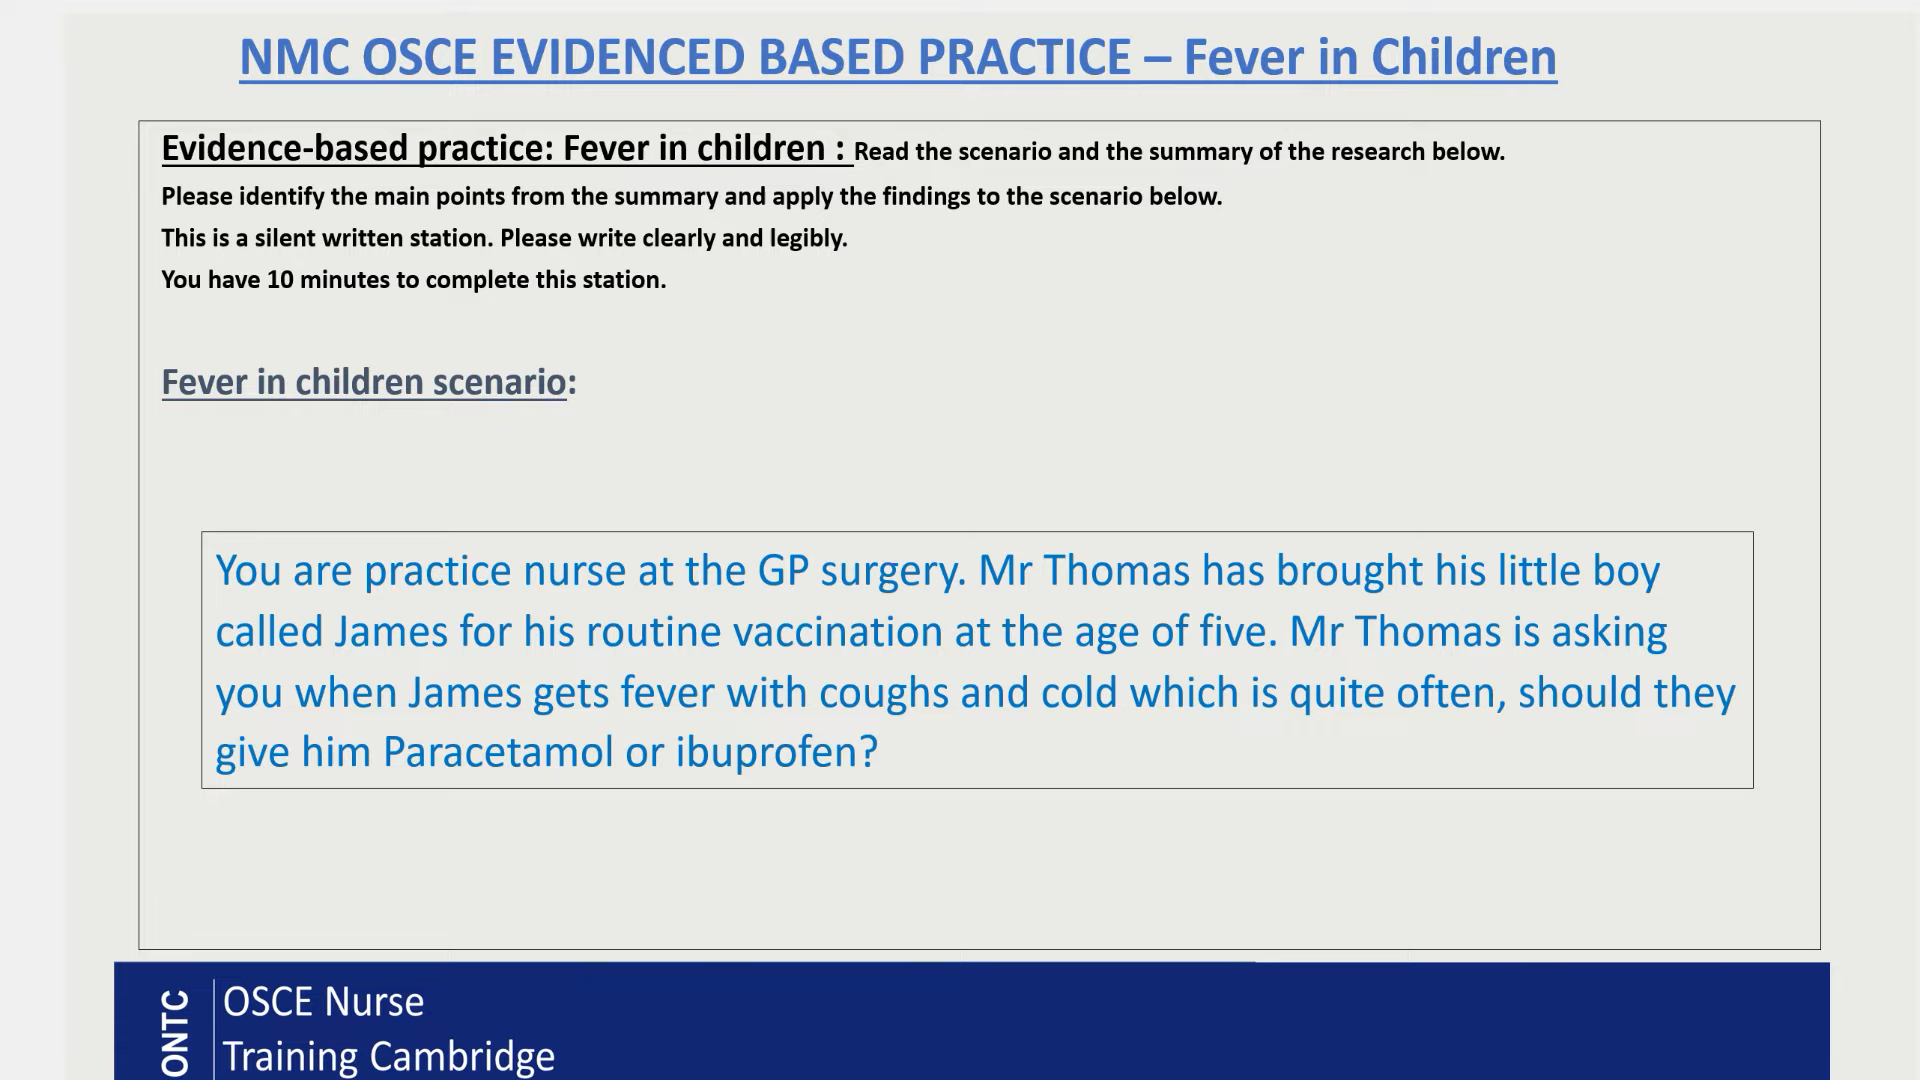 NMC OSCE EVIDENCED BASED PRACTICE – Fever in Children
Evidence-based practice: Fever in children : Read the scenario and the summary of the research below.
Please identify the main points from the summary and apply the findings to the scenario below.
This is a silent written station. Please write clearly and legibly.
You have 10 minutes to complete this station.
Fever in children scenario:
You are practice nurse at the GP surgery. Mr Thomas has brought his little boy
called James for his routine vaccination at the age of five. Mr Thomas is asking
you when James gets fever with coughs and cold which is quite often, should they
give him Paracetamol or ibuprofen?
ONTC
OSCE Nurse
Training Cambridge